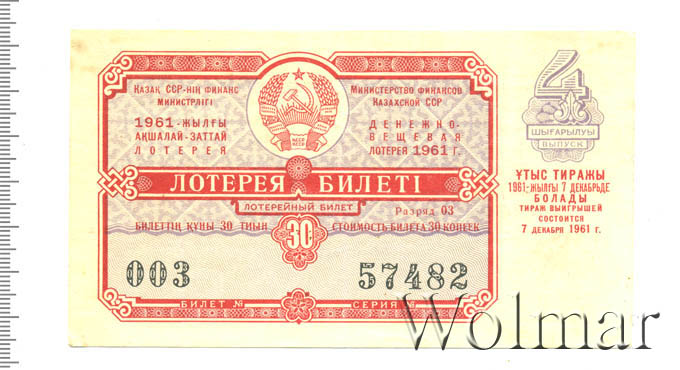 Қазақ ССР-нің Финанс
Министрлігі
1961-жылғы
ақшалай-заттай
лотерея
Министерство Финансов
Казахской ССР
денежно-
вещевая
лотерея 1961 г.
ЛОТЕРЕЯ БИЛЕТІ
ЛОТЕРЕЙНЫЙ БИЛЕТ
Разряд 03
БИЛЕТТІҢ ҚҰНЫ 30 ТИЫН
30
СТОИМОСТЬ БИЛЕТА 30 КОПЕЕК
003
57482
БИЛЕТ №
СЕРИЯ №
4
ШЫҒАРЫЛУЫ
ВЫПУСК
ҰТЫС ТИРАЖЫ
1961-ЖЫЛҒЫ 7 ДЕКАБРЬДЕ
БОЛАДЫ
ТИРАЖ ВЫИГРЫШЕЙ
СОСТОИТСЯ
7 ДЕКАБРЯ 1961 г.
Wolmar